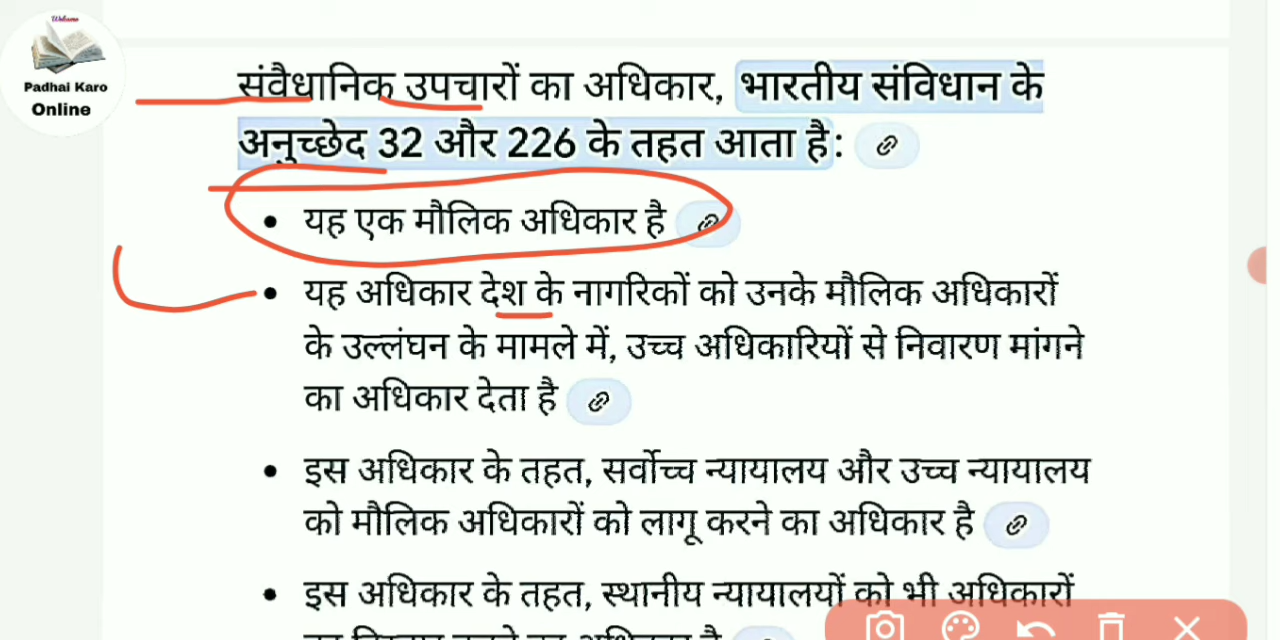 Welcome
Padhai Karo
Online
संवैधानिक उपचारों का अधिकार, भारतीय संविधान के
अनुच्छेद 32 और 226 के तहत आता है:
• यह एक मौलिक अधिकार है
• यह अधिकार देश के नागरिकों को उनके मौलिक अधिकारों
के उल्लंघन के मामले में, उच्च अधिकारियों से निवारण मांगने
का अधिकार देता है
• इस अधिकार के तहत, सर्वोच्च न्यायालय और उच्च न्यायालय
को मौलिक अधिकारों को लागू करने का अधिकार है
• इस अधिकार के तहत, स्थानीय न्यायालयों को भी अधिकारों